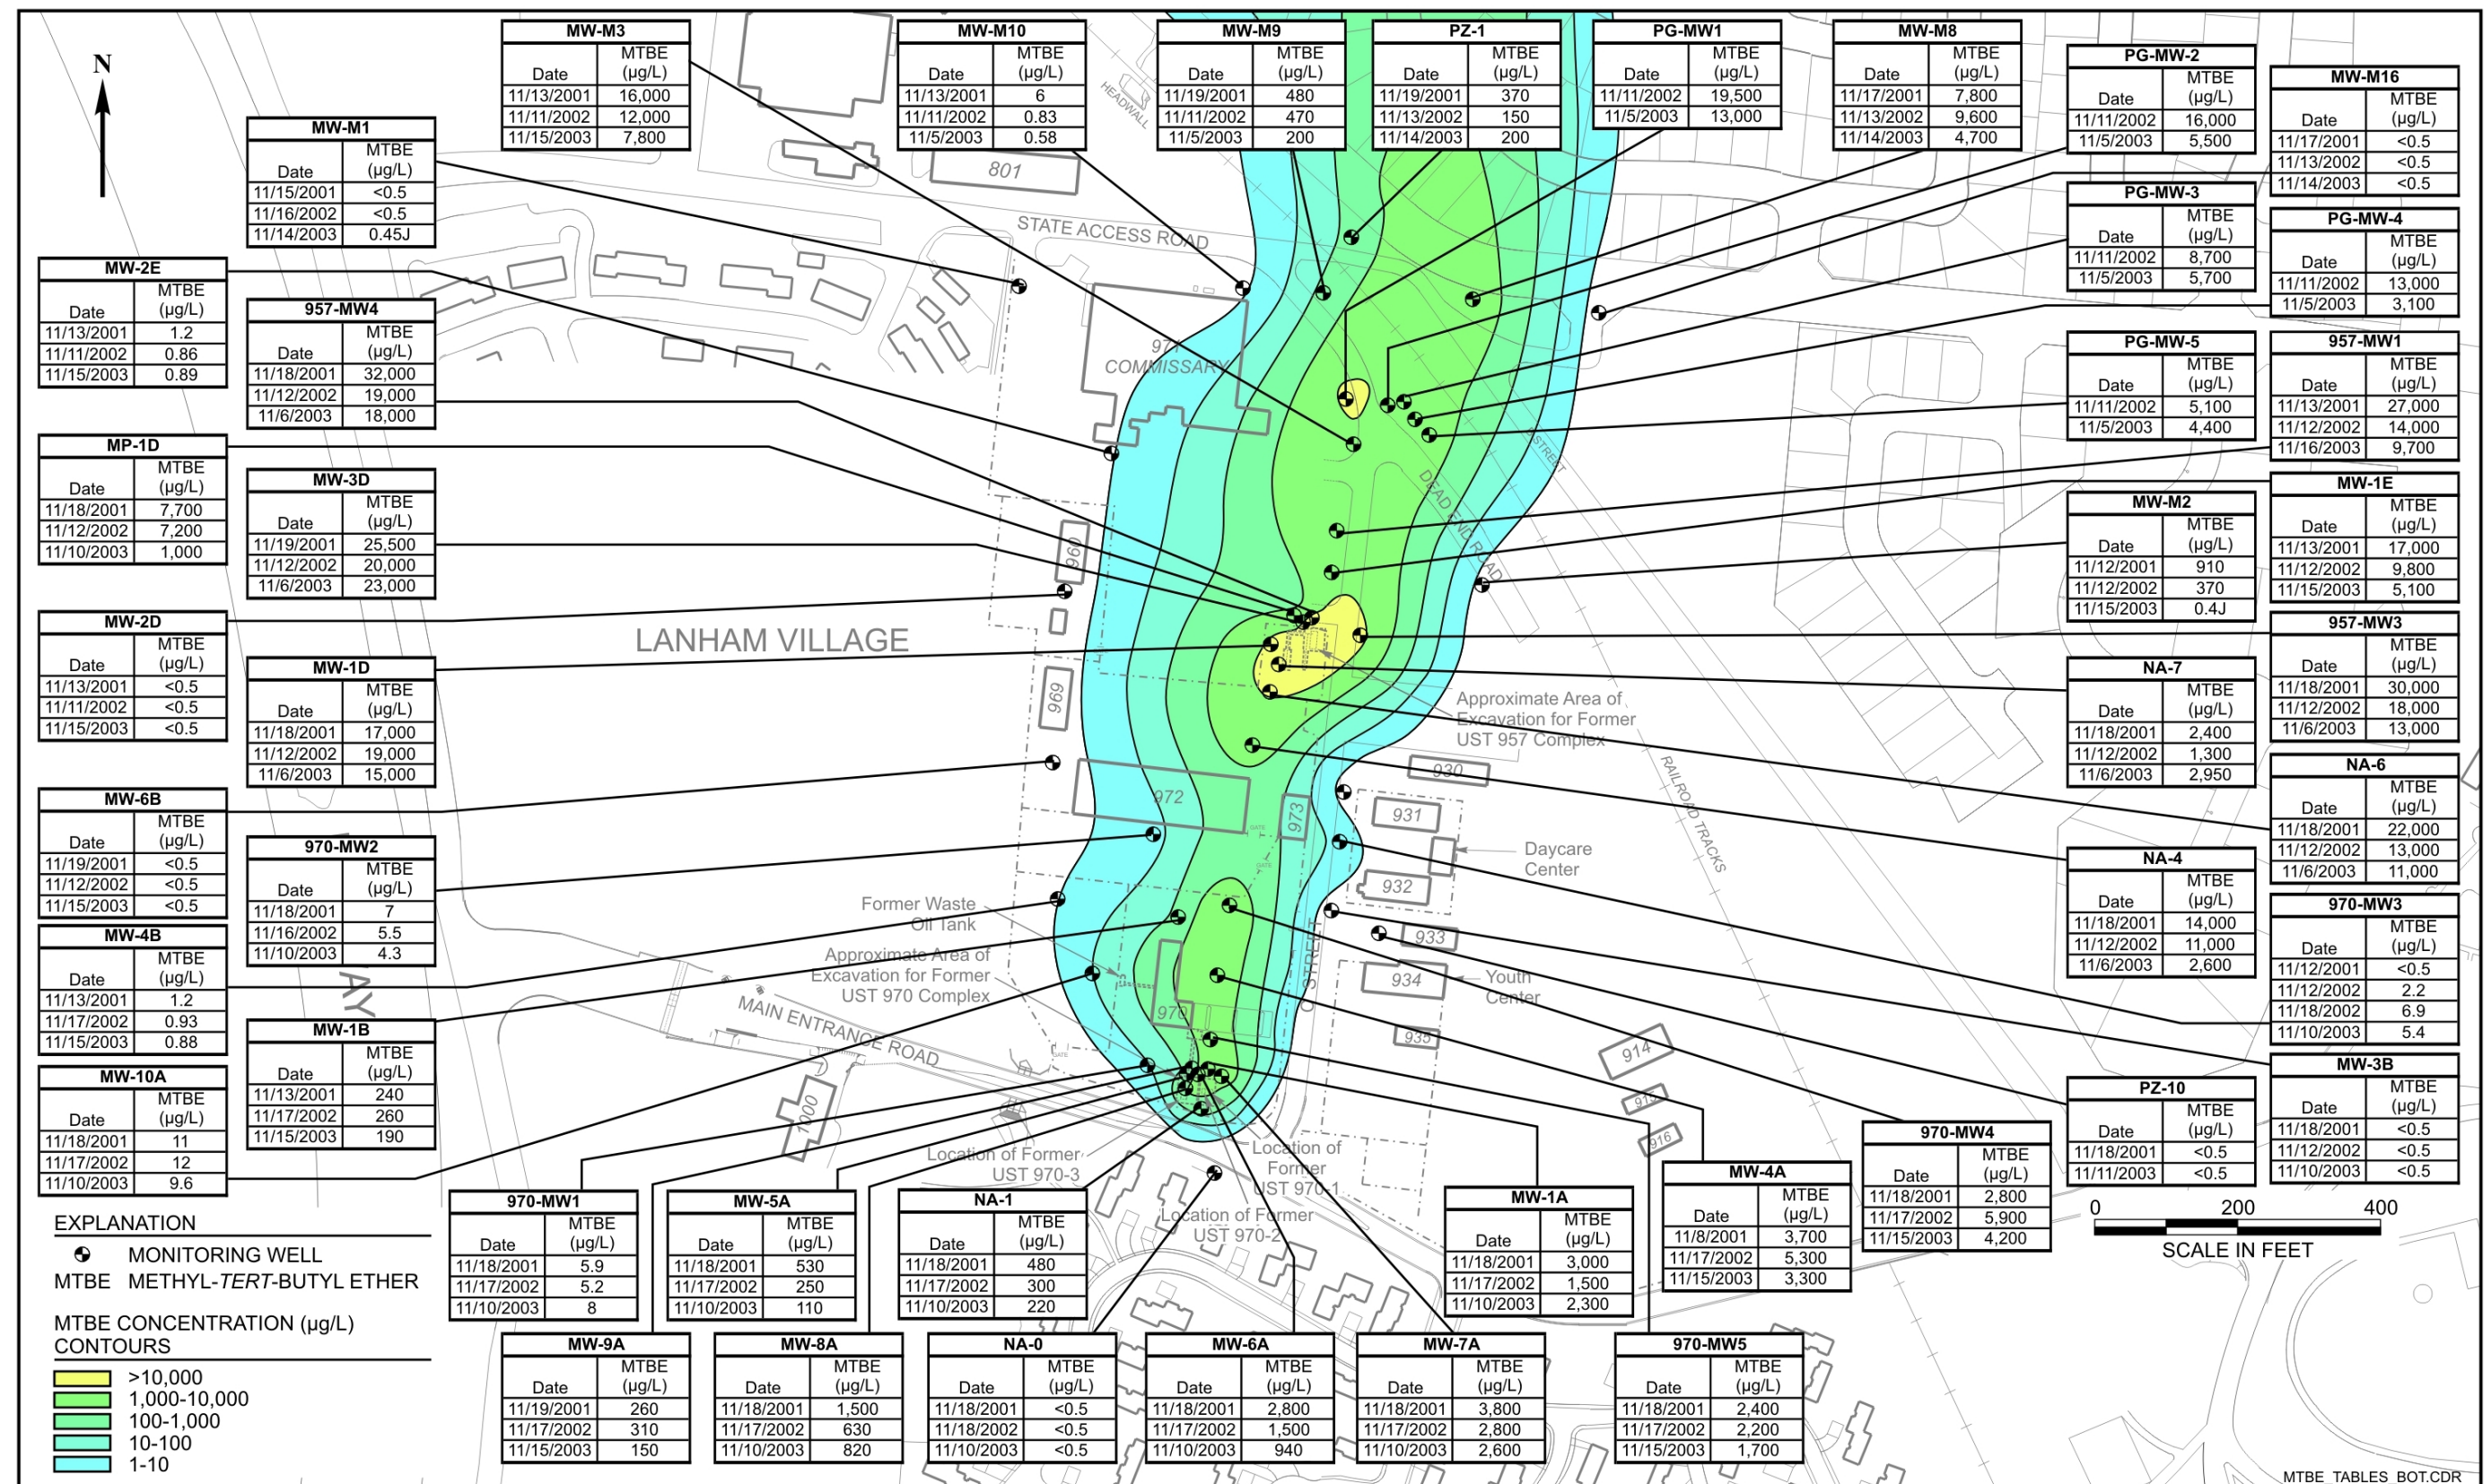 MW-M3
Date MTBE (µg/L)
11/13/2001 16,000
11/11/2002 12,000
11/15/2003 7,800
MW-M10
Date MTBE (µg/L)
11/13/2001 6
11/11/2002 0.83
11/5/2003 0.58
MW-M9
Date MTBE (µg/L)
11/19/2001 480
11/11/2002 470
11/5/2003 200
PZ-1
Date MTBE (µg/L)
11/19/2001 370
11/13/2002 150
11/14/2003 200
PG-MW1
Date MTBE (µg/L)
11/11/2002 19,500
11/5/2003 13,000
MW-M8
Date MTBE (µg/L)
11/17/2001 7,800
11/13/2002 9,600
11/14/2003 4,700
PG-MW-2
Date MTBE (µg/L)
11/11/2002 16,000
11/5/2003 5,500
MW-M16
Date MTBE (µg/L)
11/17/2001 <0.5
11/13/2002 <0.5
11/14/2003 <0.5
N
MW-M1
Date MTBE (µg/L)
11/15/2001 <0.5
11/16/2002 <0.5
11/14/2003 0.45J
PG-MW-3
Date MTBE (µg/L)
11/11/2002 8,700
11/5/2003 5,700
PG-MW-4
Date MTBE (µg/L)
11/11/2002 13,000
11/5/2003 3,100
MW-2E
Date MTBE (µg/L)
11/13/2001 1.2
11/11/2002 0.86
11/15/2003 0.89
957-MW4
Date MTBE (µg/L)
11/18/2001 32,000
11/12/2002 19,000
11/6/2003 18,000
PG-MW-5
Date MTBE (µg/L)
11/11/2002 5,100
11/5/2003 4,400
957-MW1
Date MTBE (µg/L)
11/13/2001 27,000
11/12/2002 14,000
11/16/2003 9,700
MP-1D
Date MTBE (µg/L)
11/18/2001 7,700
11/12/2002 7,200
11/10/2003 1,000
MW-3D
Date MTBE (µg/L)
11/19/2001 25,500
11/12/2002 20,000
11/6/2003 23,000
MW-M2
Date MTBE (µg/L)
11/12/2001 910
11/12/2002 370
11/15/2003 0.4J
MW-1E
Date MTBE (µg/L)
11/13/2001 17,000
11/12/2002 9,800
11/15/2003 5,100
MW-2D
Date MTBE (µg/L)
11/13/2001 <0.5
11/11/2002 <0.5
11/15/2003 <0.5
MW-1D
Date MTBE (µg/L)
11/18/2001 17,000
11/12/2002 19,000
11/6/2003 15,000
NA-7
Date MTBE (µg/L)
11/18/2001 2,400
11/12/2002 1,300
11/6/2003 2,950
957-MW3
Date MTBE (µg/L)
11/18/2001 30,000
11/12/2002 18,000
11/6/2003 13,000
MW-6B
Date MTBE (µg/L)
11/19/2001 <0.5
11/12/2002 <0.5
11/15/2003 <0.5
970-MW2
Date MTBE (µg/L)
11/18/2001 7
11/16/2002 5.5
11/10/2003 4.3
NA-6
Date MTBE (µg/L)
11/18/2001 22,000
11/12/2002 13,000
11/6/2003 11,000
NA-4
Date MTBE (µg/L)
11/18/2001 14,000
11/12/2002 11,000
11/6/2003 2,600
970-MW3
Date MTBE (µg/L)
11/12/2001 <0.5
11/12/2002 2.2
11/18/2002 6.9
11/10/2003 5.4
MW-4B
Date MTBE (µg/L)
11/13/2001 1.2
11/17/2002 0.93
11/15/2003 0.88
MW-1B
Date MTBE (µg/L)
11/13/2001 240
11/17/2002 260
11/15/2003 190
MW-10A
Date MTBE (µg/L)
11/18/2001 11
11/17/2002 12
11/10/2003 9.6
PZ-10
Date MTBE (µg/L)
11/18/2001 <0.5
11/11/2003 <0.5
MW-3B
Date MTBE (µg/L)
11/18/2001 <0.5
11/12/2002 <0.5
11/10/2003 <0.5
970-MW4
Date MTBE (µg/L)
11/18/2001 2,800
11/17/2002 5,900
11/15/2003 4,200
MW-4A
Date MTBE (µg/L)
11/8/2001 3,700
11/17/2002 5,300
11/15/2003 3,300
MW-1A
Date MTBE (µg/L)
11/18/2001 3,000
11/17/2002 1,500
11/10/2003 2,300
970-MW1
Date MTBE (µg/L)
11/18/2001 5.9
11/17/2002 5.2
11/10/2003 8
MW-5A
Date MTBE (µg/L)
11/18/2001 530
11/17/2002 250
11/10/2003 110
NA-1
Date MTBE (µg/L)
11/18/2001 480
11/17/2002 300
11/10/2003 220
MW-9A
Date MTBE (µg/L)
11/19/2001 260
11/17/2002 310
11/15/2003 150
MW-8A
Date MTBE (µg/L)
11/18/2001 1,500
11/17/2002 630
11/10/2003 820
NA-0
Date MTBE (µg/L)
11/18/2001 <0.5
11/18/2002 <0.5
11/10/2003 <0.5
MW-6A
Date MTBE (µg/L)
11/18/2001 2,800
11/17/2002 1,500
11/10/2003 940
MW-7A
Date MTBE (µg/L)
11/18/2001 3,800
11/17/2002 2,800
11/10/2003 2,600
970-MW5
Date MTBE (µg/L)
11/18/2001 2,400
11/17/2002 2,200
11/15/2003 1,700
HEADWALL
801
STATE ACCESS ROAD
COMMISSARY
DEAD END ROAD
STREET
960
LANHAM VILLAGE
969
Approximate Area of
Excavation for Former
UST 957 Complex
RAILROAD TRACKS
972
973
930
931
Daycare
Center
932
933
934
Youth
Center
935
914
916
GATE
GATE
GATE
Former Waste
Oil Tank
Approximate Area of
Excavation for Former
UST 970 Complex
970
STREET
AY
MAIN ENTRANCE ROAD
1000
Location of Former
UST 970-3
Location of
Former
UST 970-1
Location of Former
UST 970-2
EXPLANATION
MONITORING WELL
MTBE METHYL-TERT-BUTYL ETHER
MTBE CONCENTRATION (µg/L)
CONTOURS
>10,000
1,000-10,000
100-1,000
10-100
1-10
0 200 400
SCALE IN FEET
MTBE_TABLES_BOT.CDR